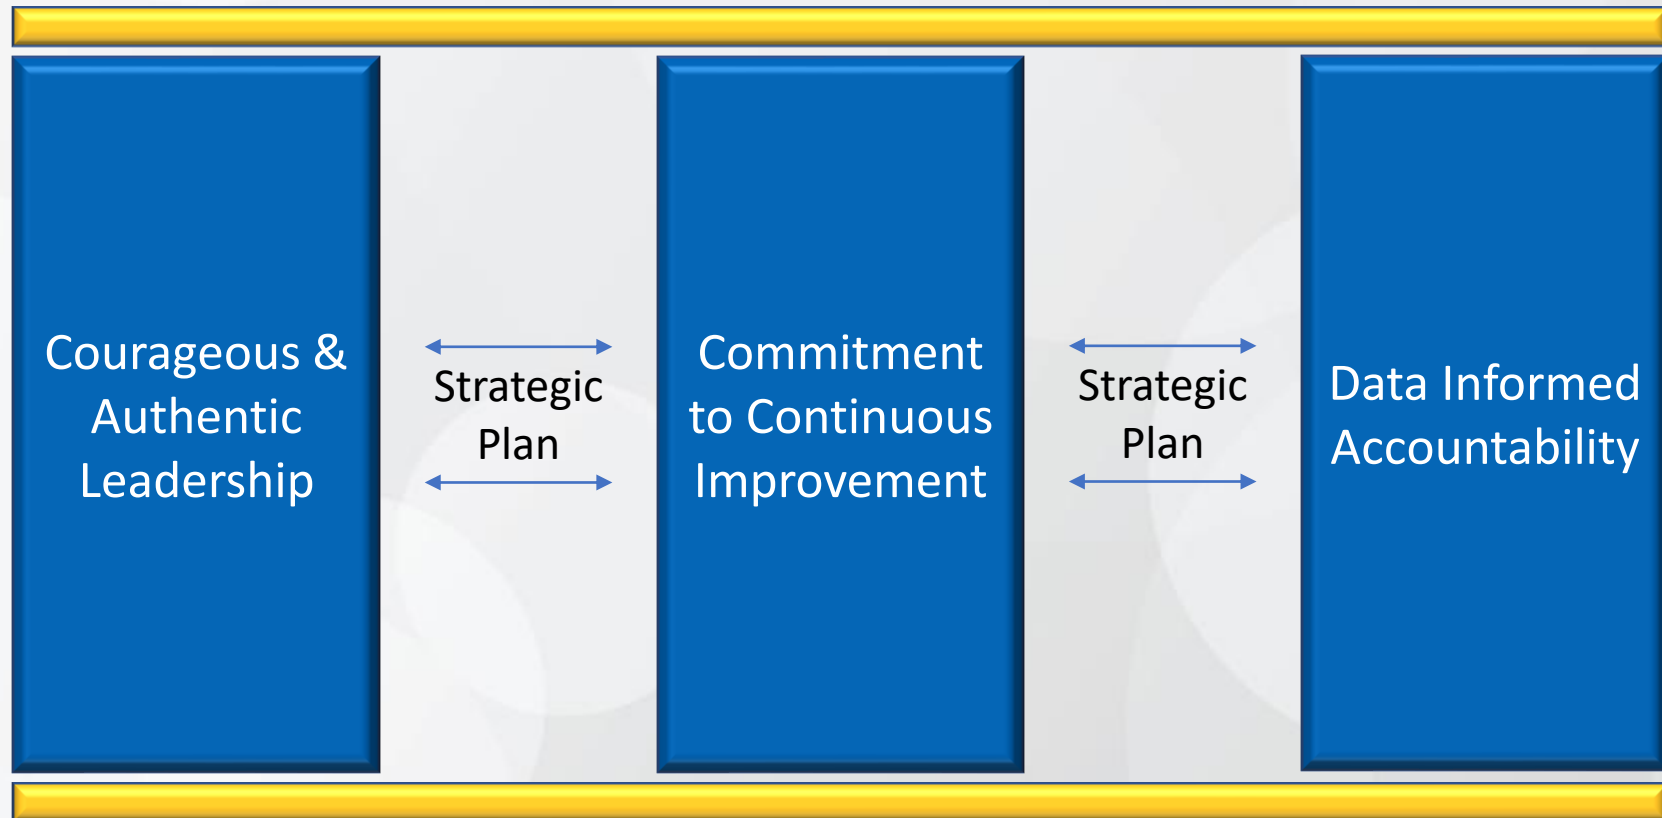 Courageous &
Authentic
Leadership
Strategic
Plan
Commitment
to Continuous
Improvement
Strategic
Plan
Data Informed
Accountability